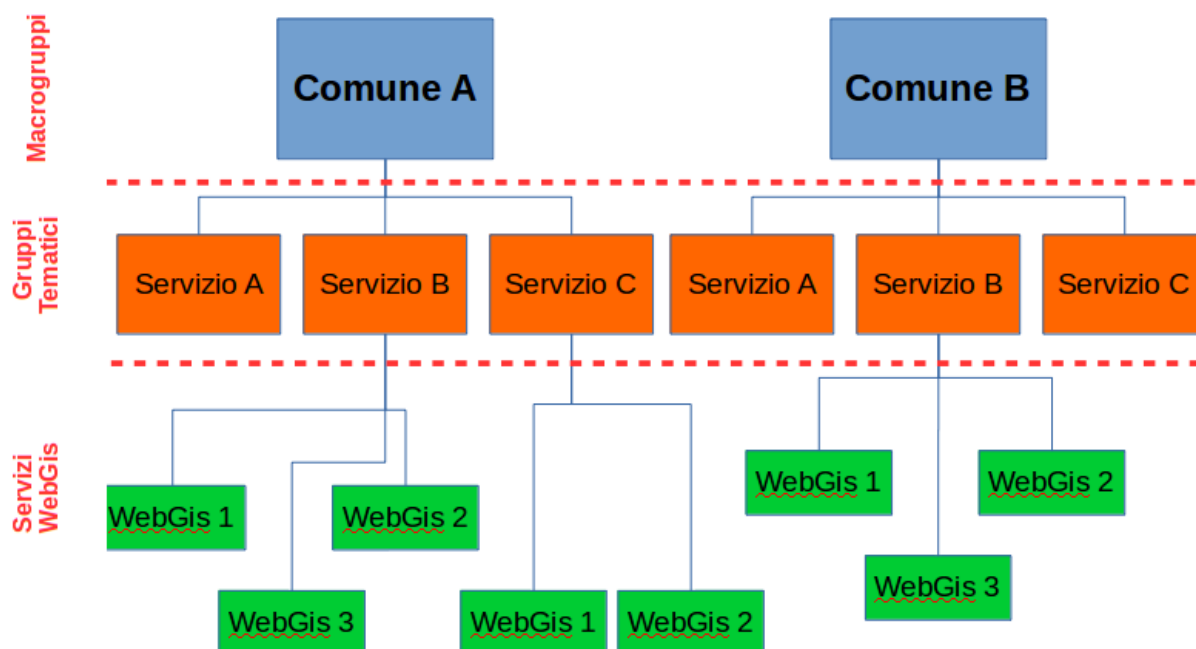 Macrogruppi
Comune A
Comune B
Gruppi
Tematici
Servizio A
Servizio B
Servizio C
Servizio A
Servizio B
Servizio C
Servizi
WebGis
WebGis 1
WebGis 2
WebGis 3
WebGis 1
WebGis 2
WebGis 1
WebGis 2
WebGis 3